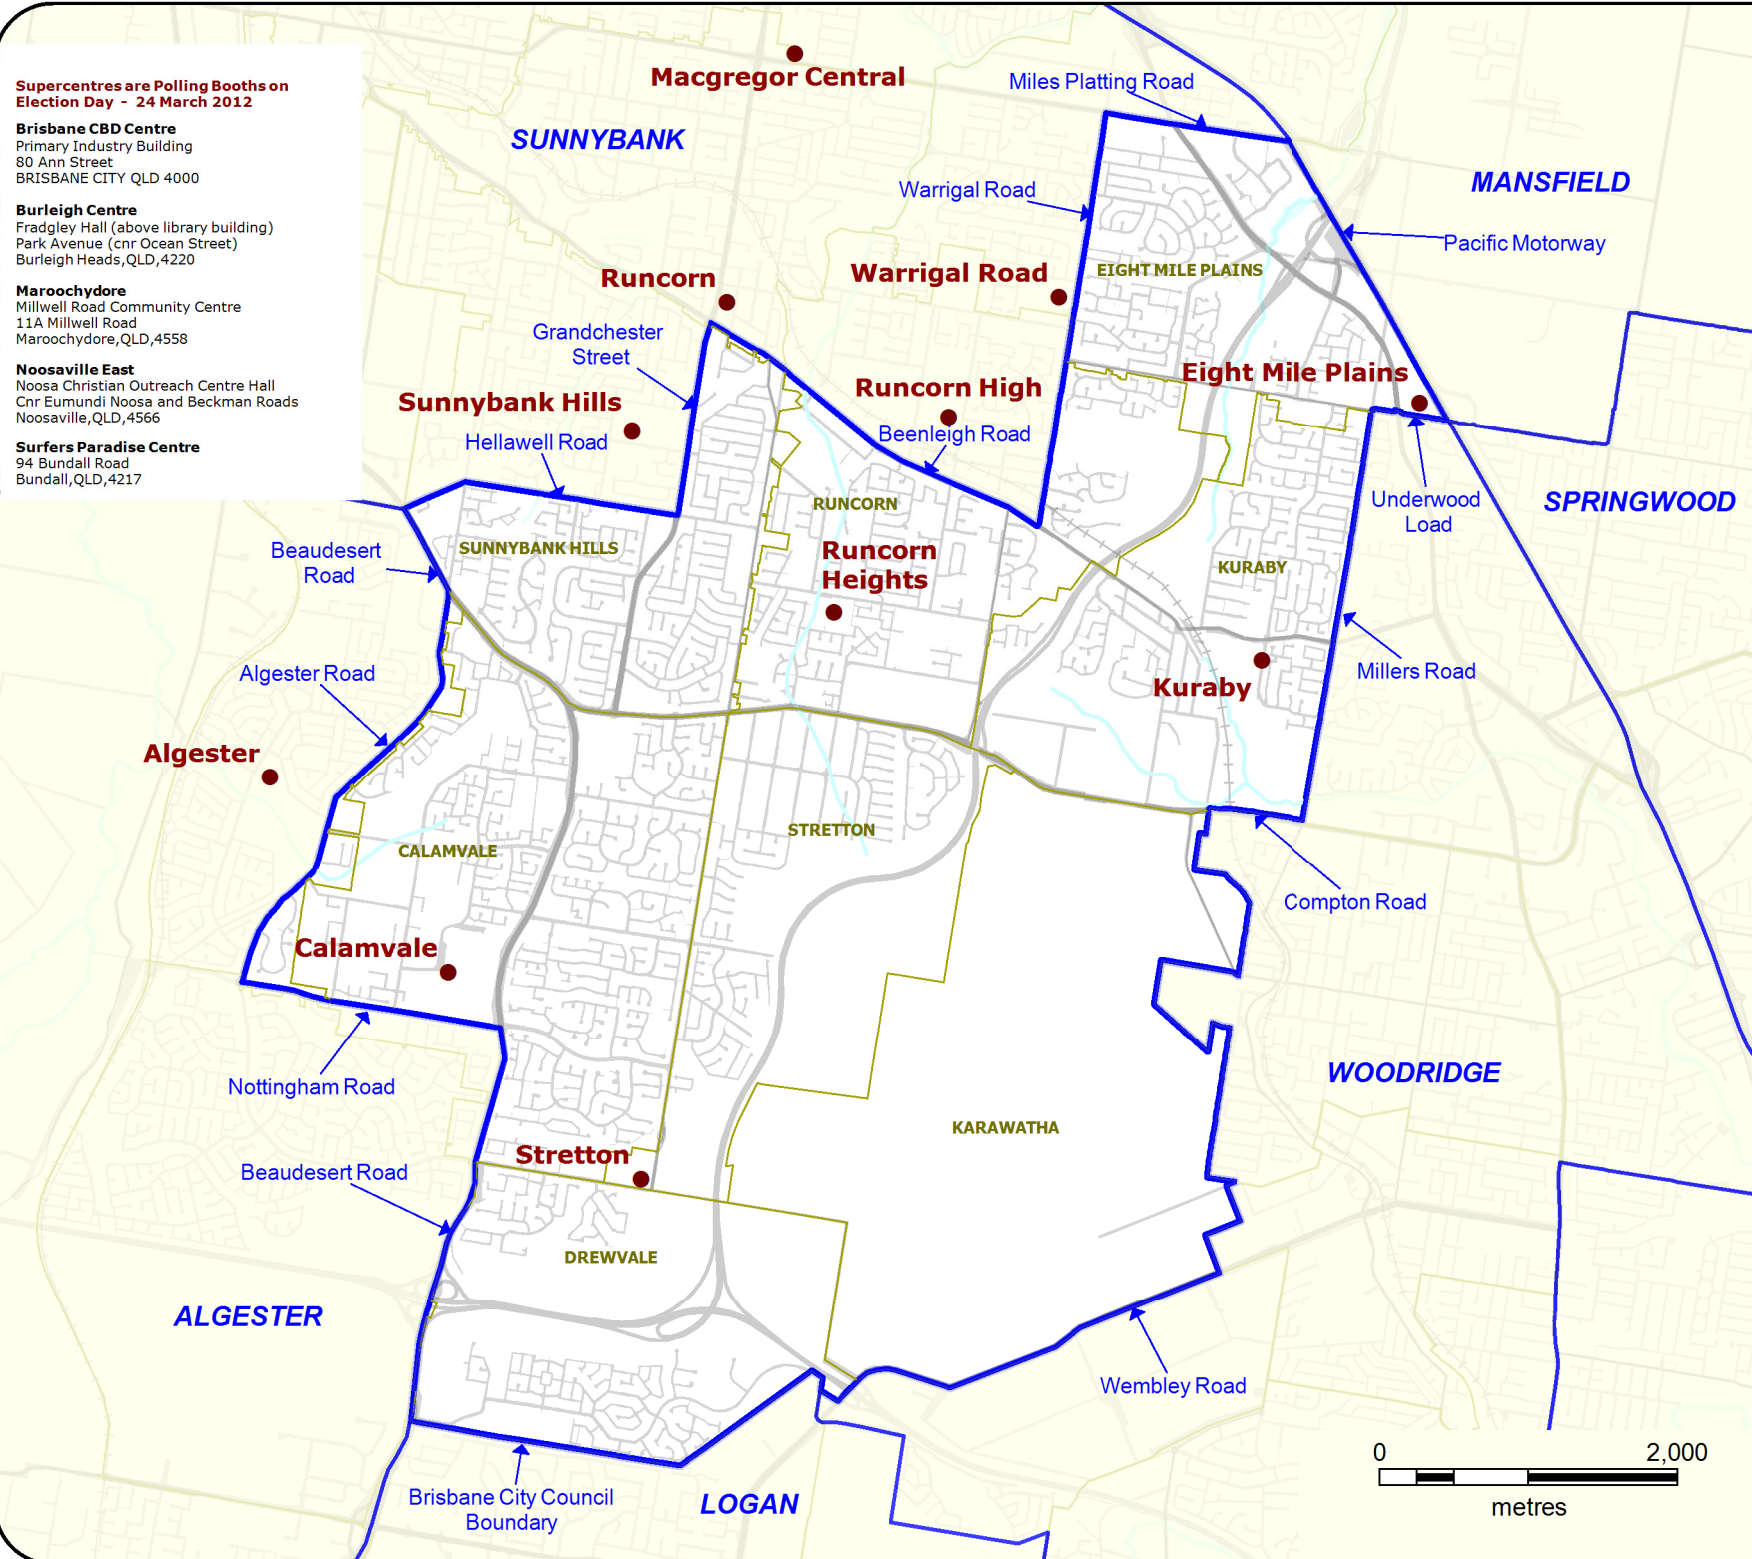 Supercentres are Polling Booths on
Election Day - 24 March 2012
Brisbane CBD Centre
Primary Industry Building
80 Ann Street
BRISBANE CITY QLD 4000
Burleigh Centre
Fradgley Hall (above library building)
Park Avenue (cnr Ocean Street)
Burleigh Heads,QLD,4220
Maroochydore
Millwell Road Community Centre
11A Millwell Road
Maroochydore,QLD,4558
Noosaville East
Noosa Christian Outreach Centre Hall
Cnr Eumundi Noosa and Beckman Roads
Noosaville,QLD,4566
Surfers Paradise Centre
94 Bundall Road
Bundall,QLD,4217
Macgregor Central
Miles Platting Road
SUNNYBANK
MANSFIELD
Warrigal Road
Pacific Motorway
EIGHT MILE PLAINS
Warrigal Road
Runcorn
Grandchester
Street
Eight Mile Plains
Runcorn High
Sunnybank Hills
Beenleigh Road
Hellawell Road
Underwood
Load
SPRINGWOOD
RUNCORN
SUNNYBANK HILLS
Beaudesert
Road
Runcorn
Heights
KURABY
Algester Road
Millers Road
Kuraby
Algester
STRETTON
CALAMVALE
Compton Road
Calamvale
WOODRIDGE
Nottingham Road
KARAWATHA
Stretton
Beaudesert Road
DREWVALE
ALGESTER
Wembley Road
0 2,000
metres
Brisbane City Council
Boundary
LOGAN